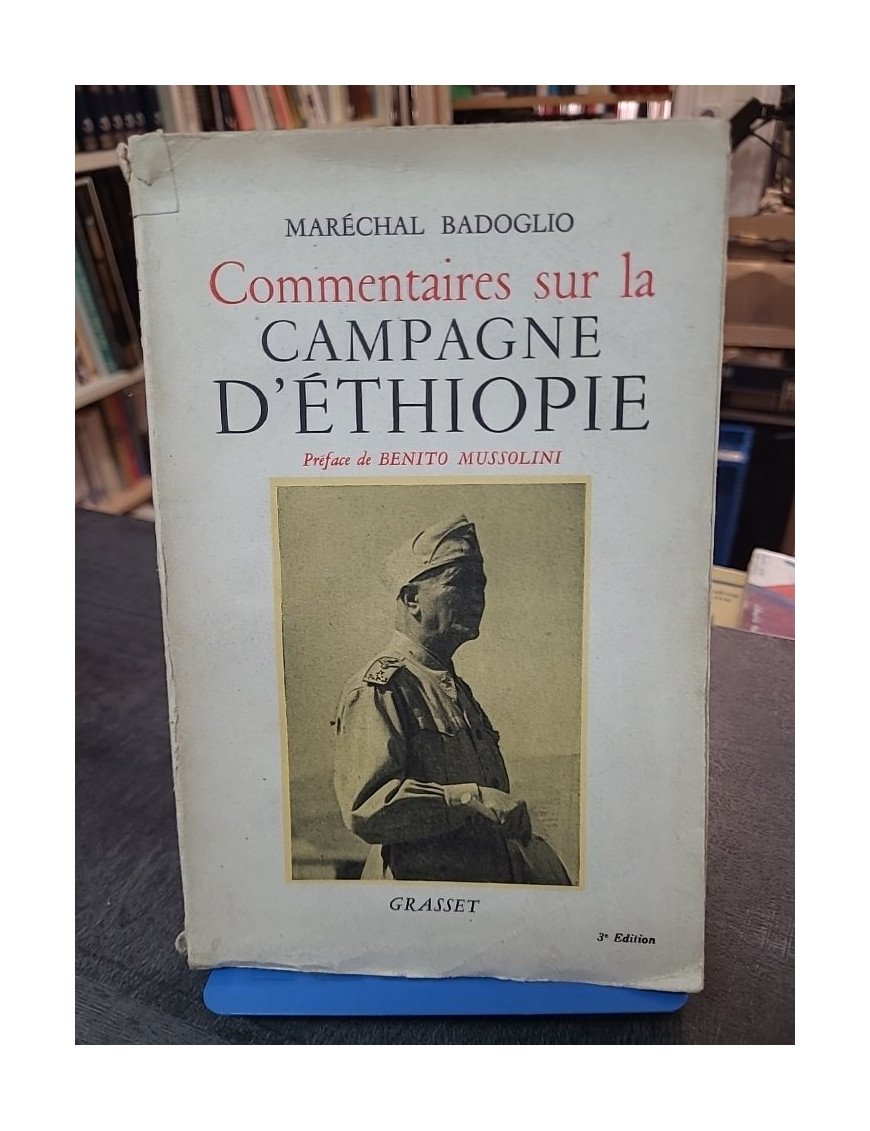 MARÉCHAL BADOGLIO
Commentaires sur la
CAMPAGNE
D'ÉTHIOPIE
Préface de BENITO MUSSOLINI
GRASSET
3e Edition